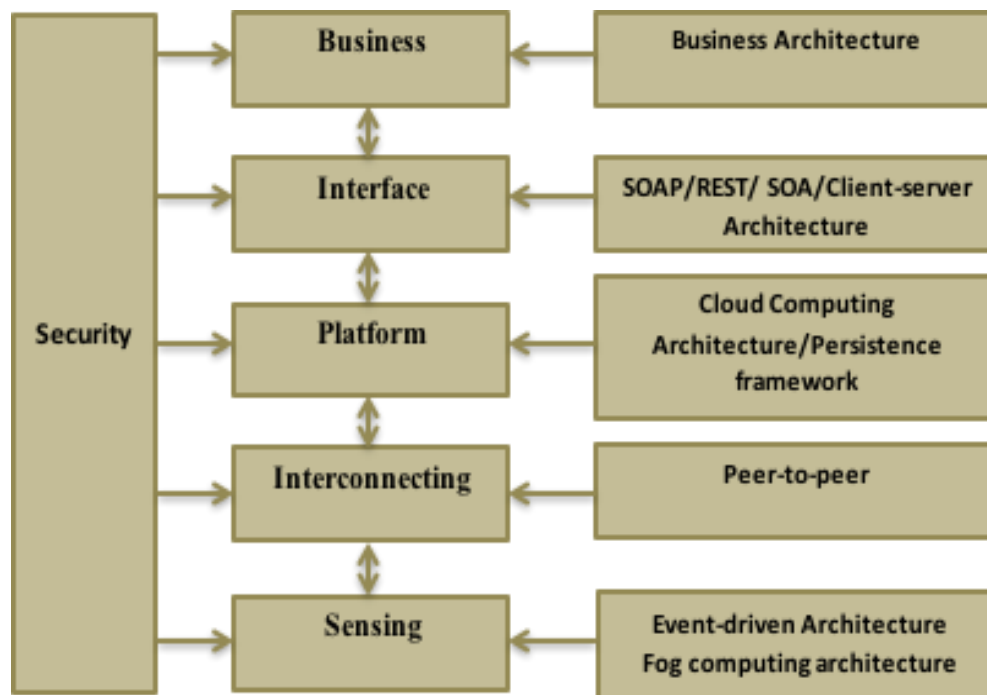 Business
Business Architecture
Interface
SOAP/REST/ SOA/Client-server
Architecture
Security
Platform
Cloud Computing
Architecture/Persistence
framework
Interconnecting
Peer-to-peer
Sensing
Event-driven Architecture
Fog computing architecture